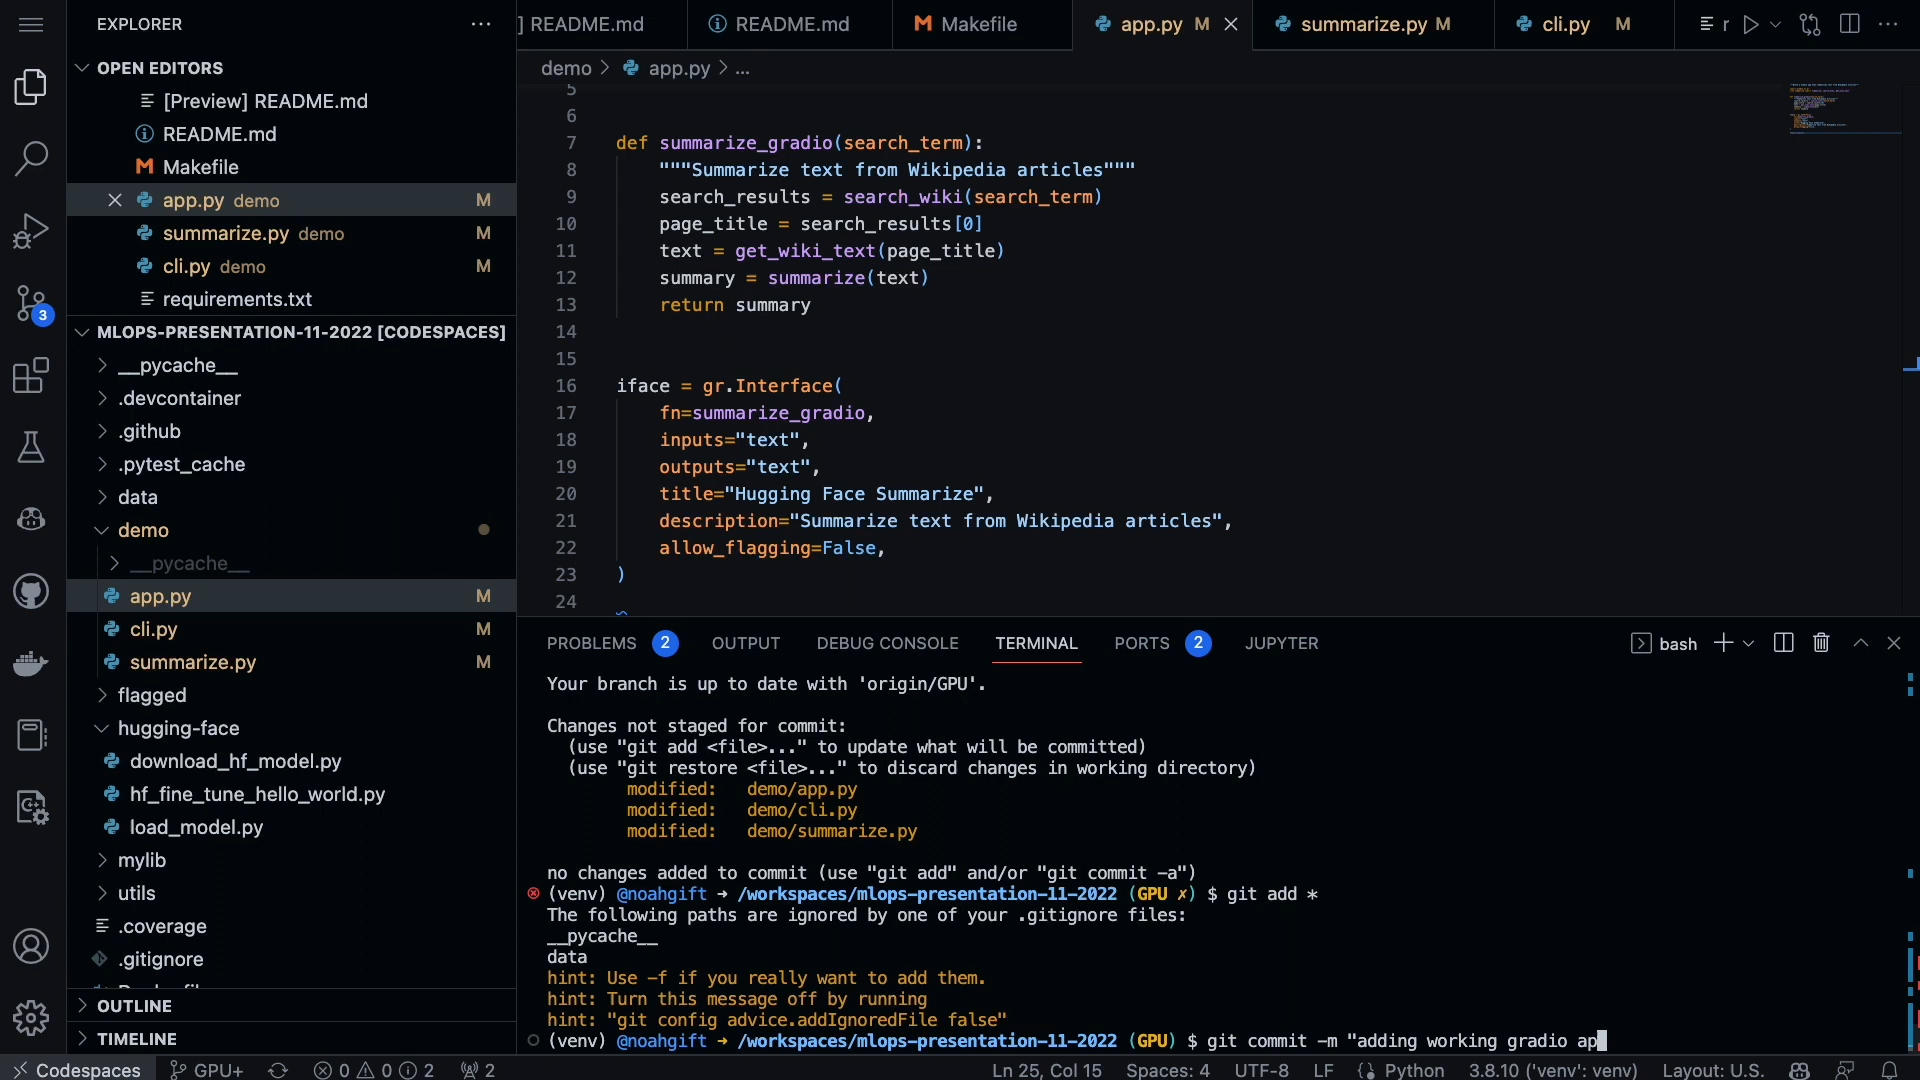 EXPLORER
OPEN EDITORS
[Preview] README.md
README.md
Makefile
app.py demo M
summarize.py demo M
cli.py demo M
requirements.txt
MLOPS-PRESENTATION-11-2022 [CODESPACES]
__pycache__
.devcontainer
.github
.pytest_cache
data
demo
__pycache__
app.py M
cli.py M
summarize.py M
flagged
hugging-face
download_hf_model.py
hf_fine_tune_hello_world.py
load_model.py
mylib
utils
.coverage
.gitignore
OUTLINE
TIMELINE
3
] README.md README.md Makefile app.py M summarize.py M cli.py M r
demo > app.py > ...
5
6
7 def summarize_gradio(search_term):
8 """Summarize text from Wikipedia articles"""
9 search_results = search_wiki(search_term)
10 page_title = search_results[0]
11 text = get_wiki_text(page_title)
12 summary = summarize(text)
13 return summary
14
15
16 iface = gr.Interface(
17 fn=summarize_gradio,
18 inputs="text",
19 outputs="text",
20 title="Hugging Face Summarize",
21 description="Summarize text from Wikipedia articles",
22 allow_flagging=False,
23 )
24
PROBLEMS 2 OUTPUT DEBUG CONSOLE TERMINAL PORTS 2 JUPYTER bash
Your branch is up to date with 'origin/GPU'.
Changes not staged for commit:
(use "git add <file>..." to update what will be committed)
(use "git restore <file>..." to discard changes in working directory)
modified: demo/app.py
modified: demo/cli.py
modified: demo/summarize.py
no changes added to commit (use "git add" and/or "git commit -a")
(venv) @noahgift ➜ /workspaces/mlops-presentation-11-2022 (GPU ✗) $ git add *
The following paths are ignored by one of your .gitignore files:
__pycache__
data
hint: Use -f if you really want to add them.
hint: Turn this message off by running
hint: "git config advice.addIgnoredFile false"
(venv) @noahgift ➜ /workspaces/mlops-presentation-11-2022 (GPU) $ git commit -m "adding working gradio ap
Codespaces GPU+ 0 0 2 2 Ln 25, Col 15 Spaces: 4 UTF-8 LF Python 3.8.10 ('venv': venv) Layout: U.S.